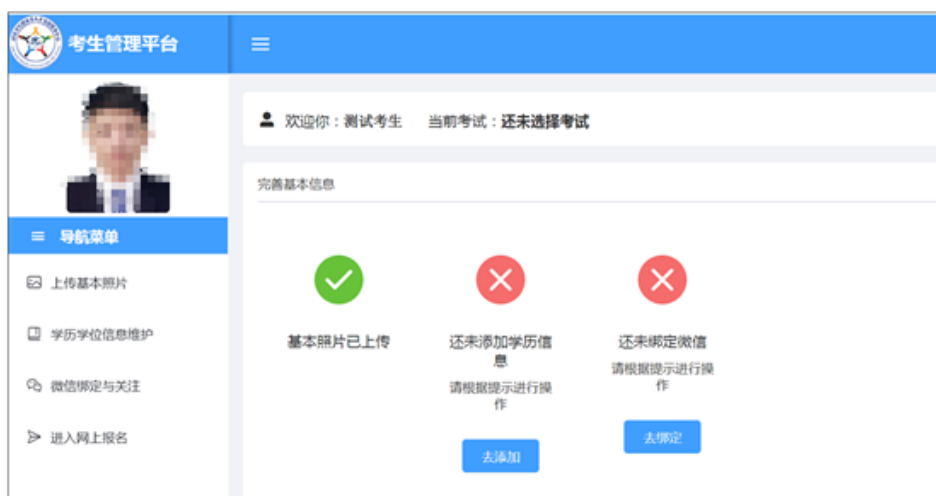 考生管理平台
欢迎你：测试考生 当前考试：还未选择考试
完善基本信息
导航菜单
上传基本照片
学历学位信息维护
微信绑定与关注
进入网上报名
基本照片已上传
还未添加学历信
息
请根据提示进行操
作
去添加
还未绑定微信
请根据提示进行操
作
去绑定